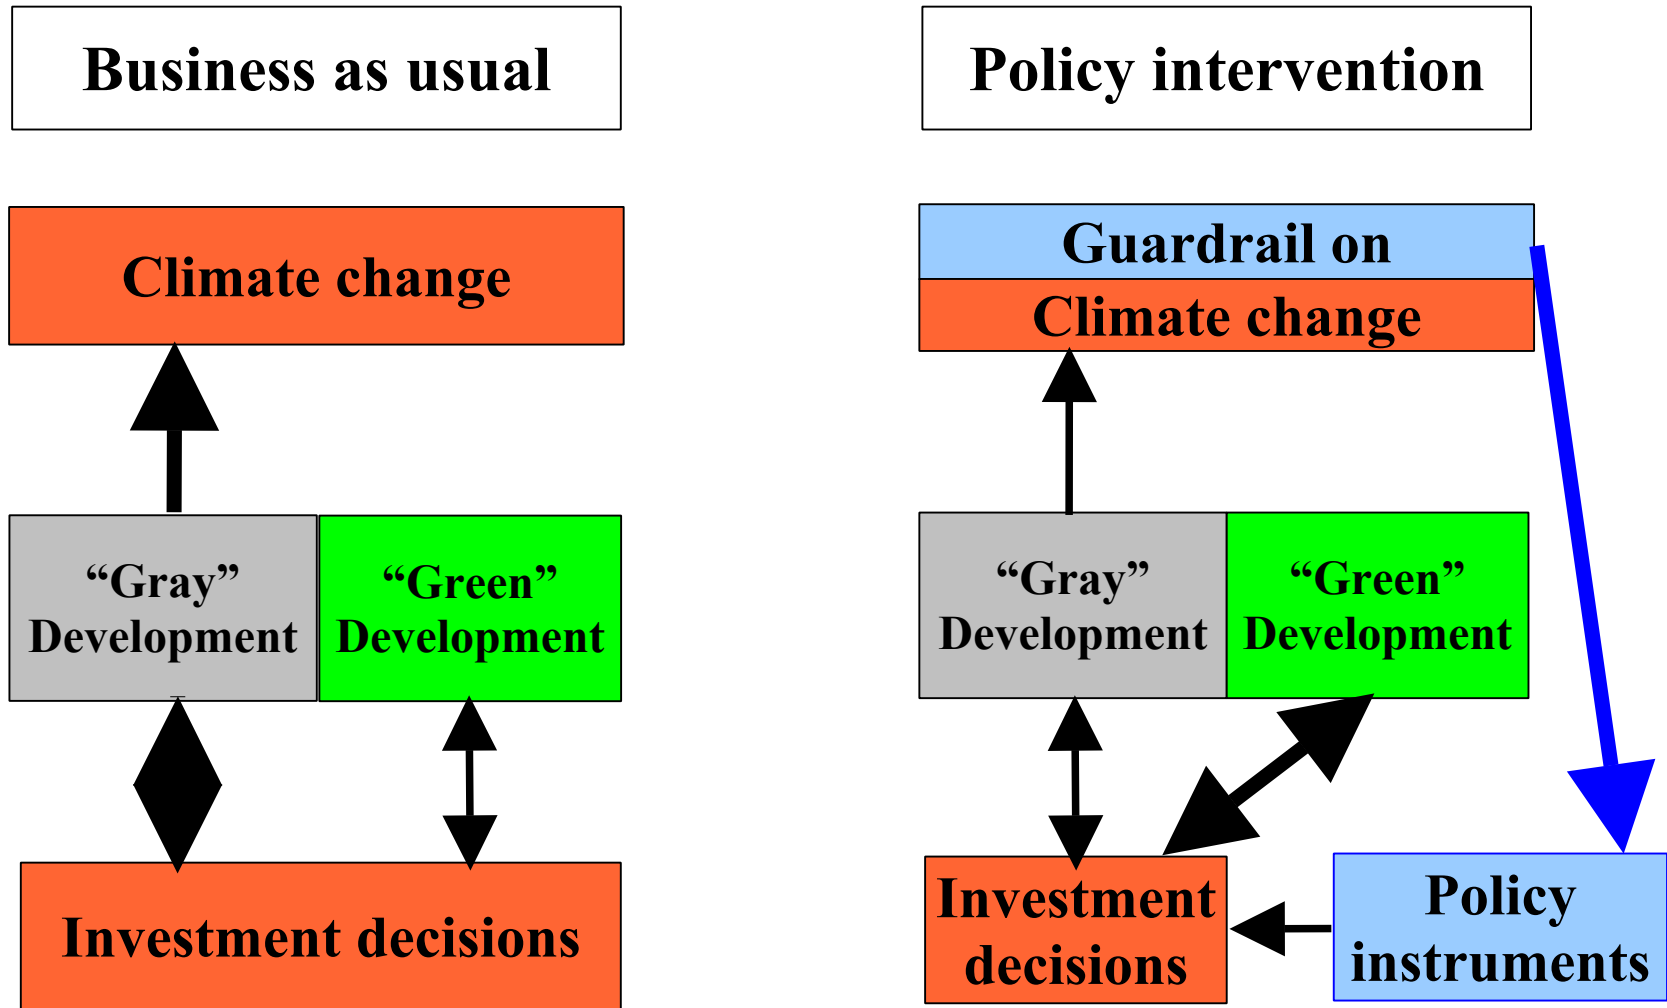 Business as usual
Climate change
“Gray”
Development
“Green”
Development
Investment decisions
Policy intervention
Guardrail on
Climate change
“Gray”
Development
“Green”
Development
Investment
decisions
Policy
instruments